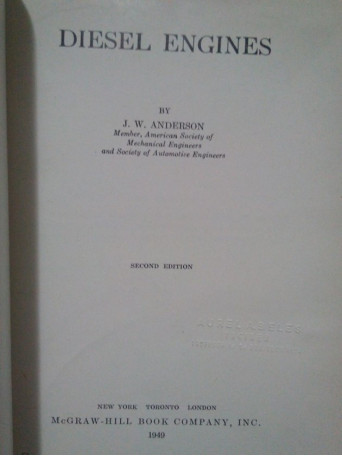 DIESEL ENGINES
BY
J. W. ANDERSON
Member, American Society of
Mechanical Engineers
and Society of Automotive Engineers
SECOND EDITION
NEW YORK TORONTO LONDON
McGRAW-HILL BOOK COMPANY, INC.
1949